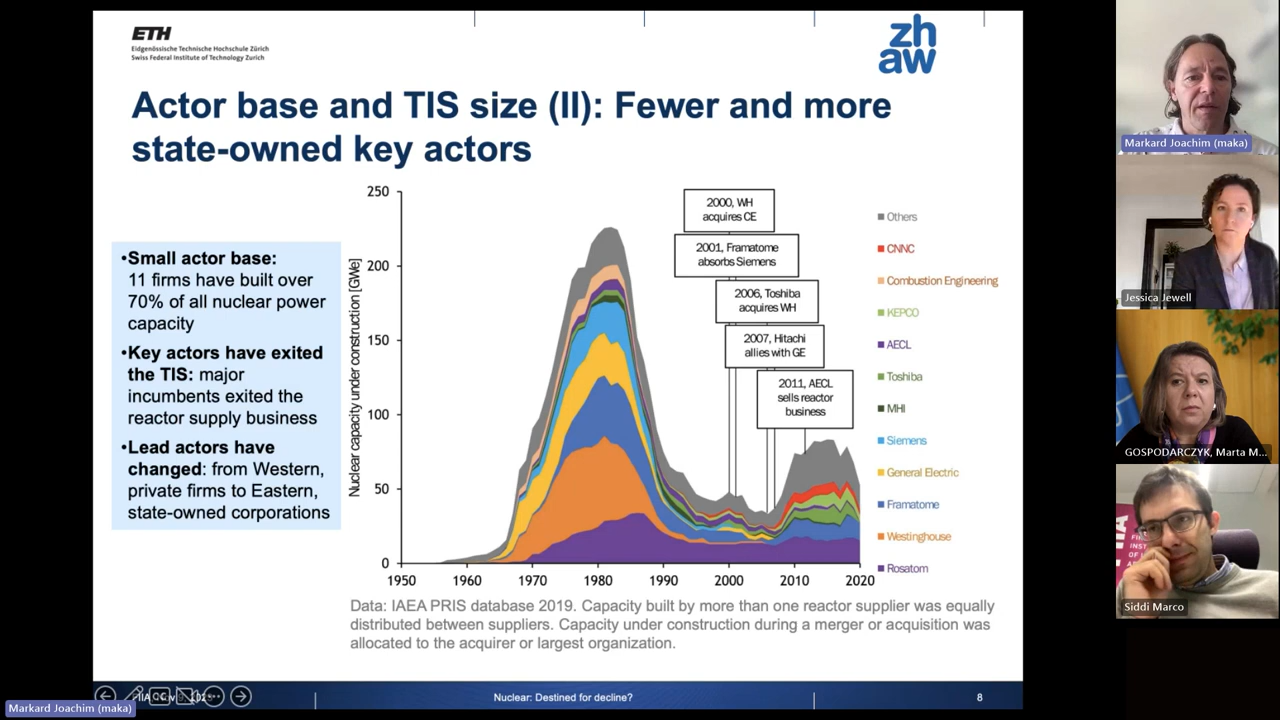 ETH
Eidgenössische Technische Hochschule Zürich
Swiss Federal Institute of Technology Zurich
zh
aw
Actor base and TIS size (II): Fewer and more
state-owned key actors
•Small actor base:
11 firms have built over
70% of all nuclear power
capacity
•Key actors have exited
the TIS: major
incumbents exited the
reactor supply business
•Lead actors have
changed: from Western,
private firms to Eastern,
state-owned corporations
Nuclear capacity under construction [GWe]
250
200
150
100
50
0
1950
1960
1970
1980
1990
2000
2010
2020
2000, WH
acquires CE
2001, Framatome
absorbs Siemens
2006, Toshiba
acquires WH
2007, Hitachi
allies with GE
2011, AECL
sells reactor
business
Others
CNNC
Combustion Engineering
KEPCO
AECL
Toshiba
MHI
Siemens
General Electric
Framatome
Westinghouse
Rosatom
Data: IAEA PRIS database 2019. Capacity built by more than one reactor supplier was equally
distributed between suppliers. Capacity under construction during a merger or acquisition was
allocated to the acquirer or largest organization.
Nuclear: Destined for decline?
8
Markard Joachim (maka)
Markard Joachim (maka)
Jessica Jewell
GOSPODARCZYK, Marta M...
Siddi Marco